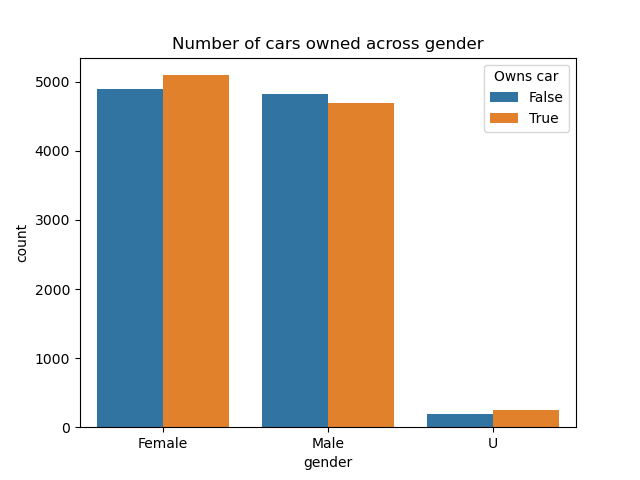 Number of cars owned across gender
Owns car
False
True
5000
4000
3000
2000
1000
0
count
Female Male U
gender